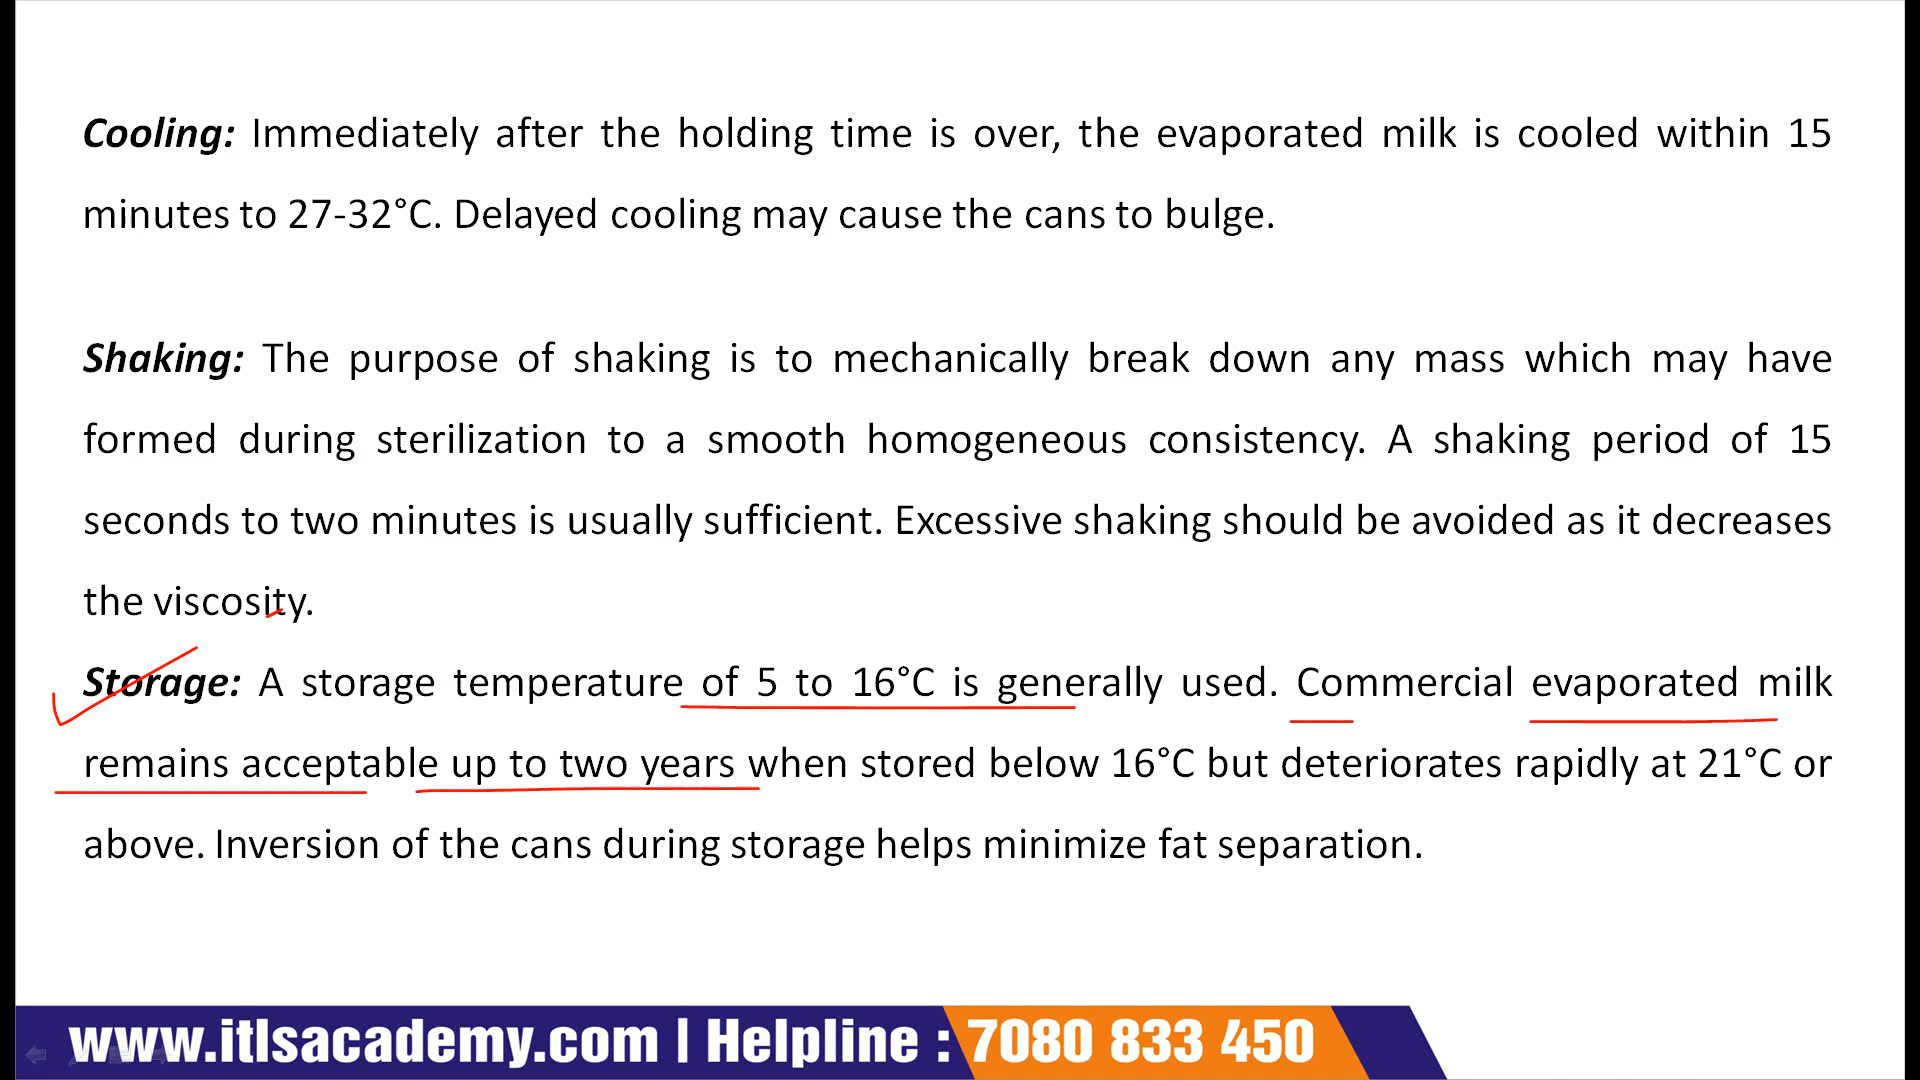 Cooling: Immediately after the holding time is over, the evaporated milk is cooled within 15
minutes to 27-32°C. Delayed cooling may cause the cans to bulge.
Shaking: The purpose of shaking is to mechanically break down any mass which may have
formed during sterilization to a smooth homogeneous consistency. A shaking period of 15
seconds to two minutes is usually sufficient. Excessive shaking should be avoided as it decreases
the viscosity.
Storage: A storage temperature of 5 to 16°C is generally used. Commercial evaporated milk
remains acceptable up to two years when stored below 16°C but deteriorates rapidly at 21°C or
above. Inversion of the cans during storage helps minimize fat separation.
www.itlsacademy.com | Helpline : 7080 833 450